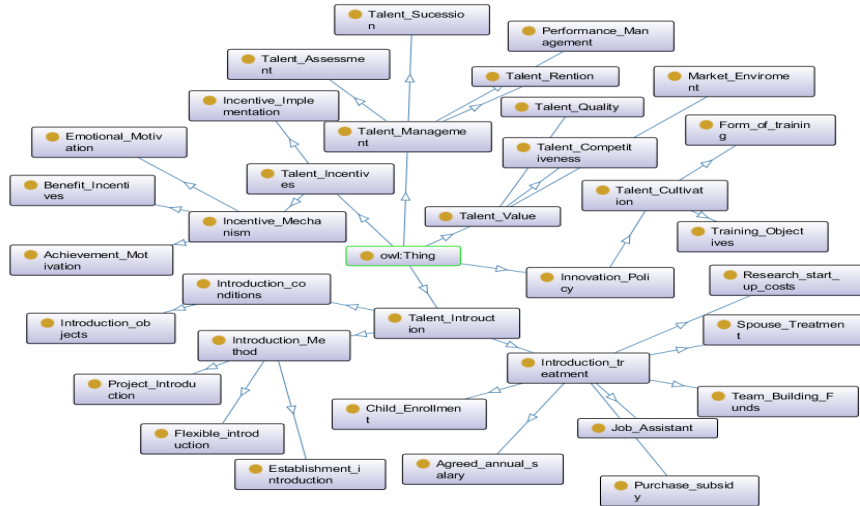 Talent_Sucessio
n
Performance_Man
agement
Talent_Assessme
nt
Talent_Rention
Market_Envirome
nt
Incentive_Imple
mentation
Talent_Quality
Form_of_trainin
g
Emotional_Motiv
ation
Talent_Manageme
nt
Talent_Competit
iveness
Talent_Incentiv
es
Benefit_Incenti
ves
Talent_Cultivat
ion
Incentive_Mecha
nism
Talent_Value
Training_Object
ives
Achievement_Mot
ivation
owl:Thing
Innovation_Poli
cy
Research_start_
up_costs
Introduction_co
nditions
Talent_Introuct
ion
Introduction_ob
jects
Spouse_Treatmen
t
Introduction_Me
thod
Introduction_tr
eatment
Project_Introdu
ction
Team_Building_F
unds
Child_Enrollmen
t
Job_Assistant
Flexible_introd
uction
Establishment_i
ntroduction
Agreed_annual_s
alary
Purchase_subsid
y